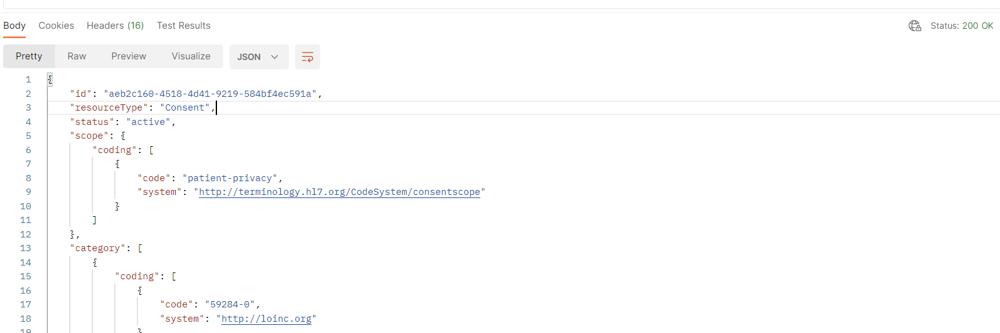 Body Cookies Headers (16) Test Results Status: 200 OK
Pretty Raw Preview Visualize JSON
1 {
2 "id": "aeb2c160-4518-4d41-9219-584bf4ec591a",
3 "resourceType": "Consent",
4 "status": "active",
5 "scope": {
6 "coding": [
7 {
8 "code": "patient-privacy",
9 "system": "http://terminology.hl7.org/CodeSystem/consentscope"
10 }
11 ]
12 },
13 "category": [
14 {
15 "coding": [
16 {
17 "code": "59284-0",
18 "system": "http://loinc.org"
19 }